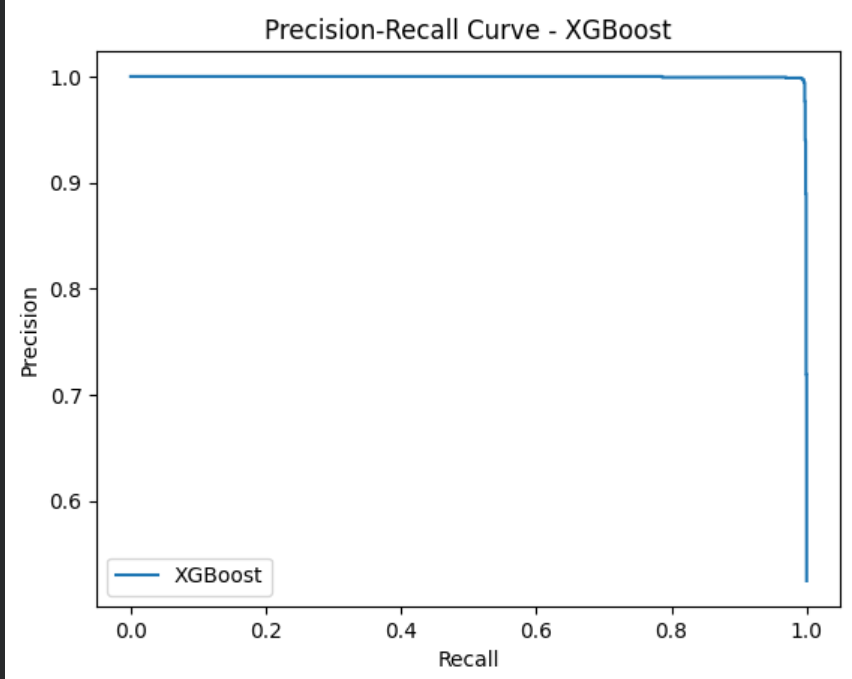 Precision-Recall Curve - XGBoost
1.0
0.9
0.8
0.7
0.6
Precision
XGBoost
0.0 0.2 0.4 0.6 0.8 1.0
Recall